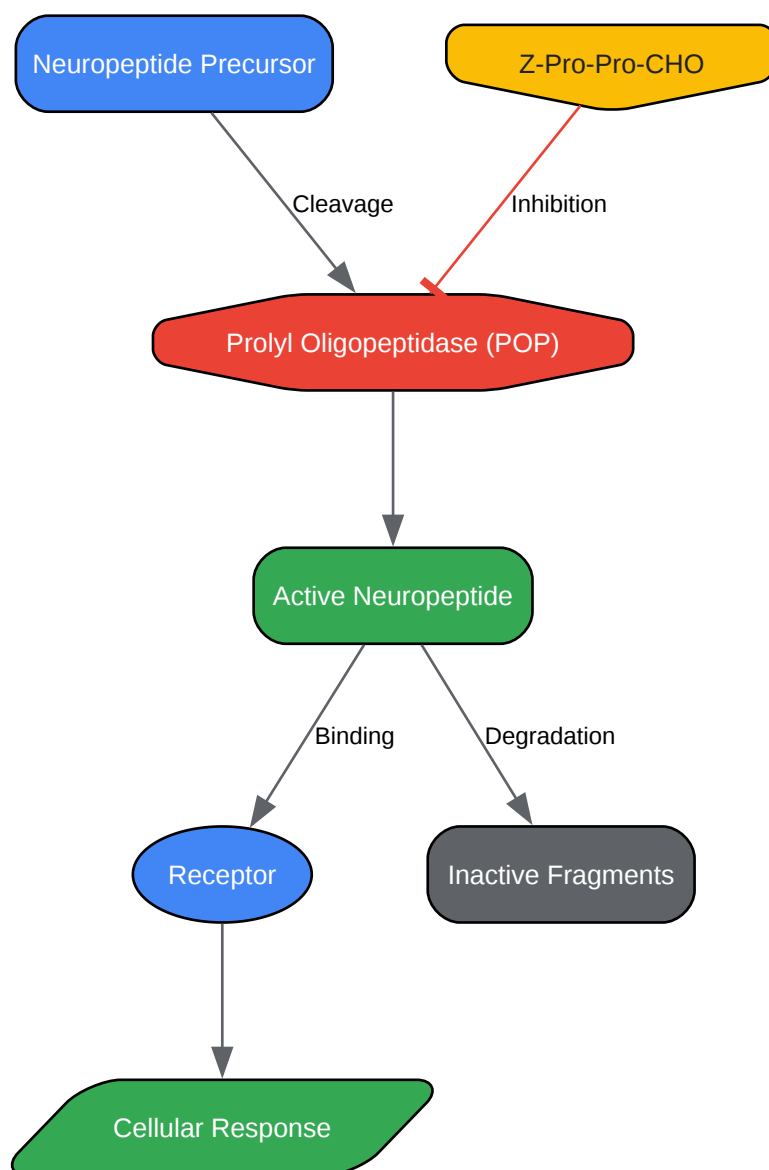 Neuropeptide Precursor
Z-Pro-Pro-CHO
Cleavage
Inhibition
Prolyl Oligopeptidase (POP)
Active Neuropeptide
Binding
Degradation
Receptor
Inactive Fragments
Cellular Response